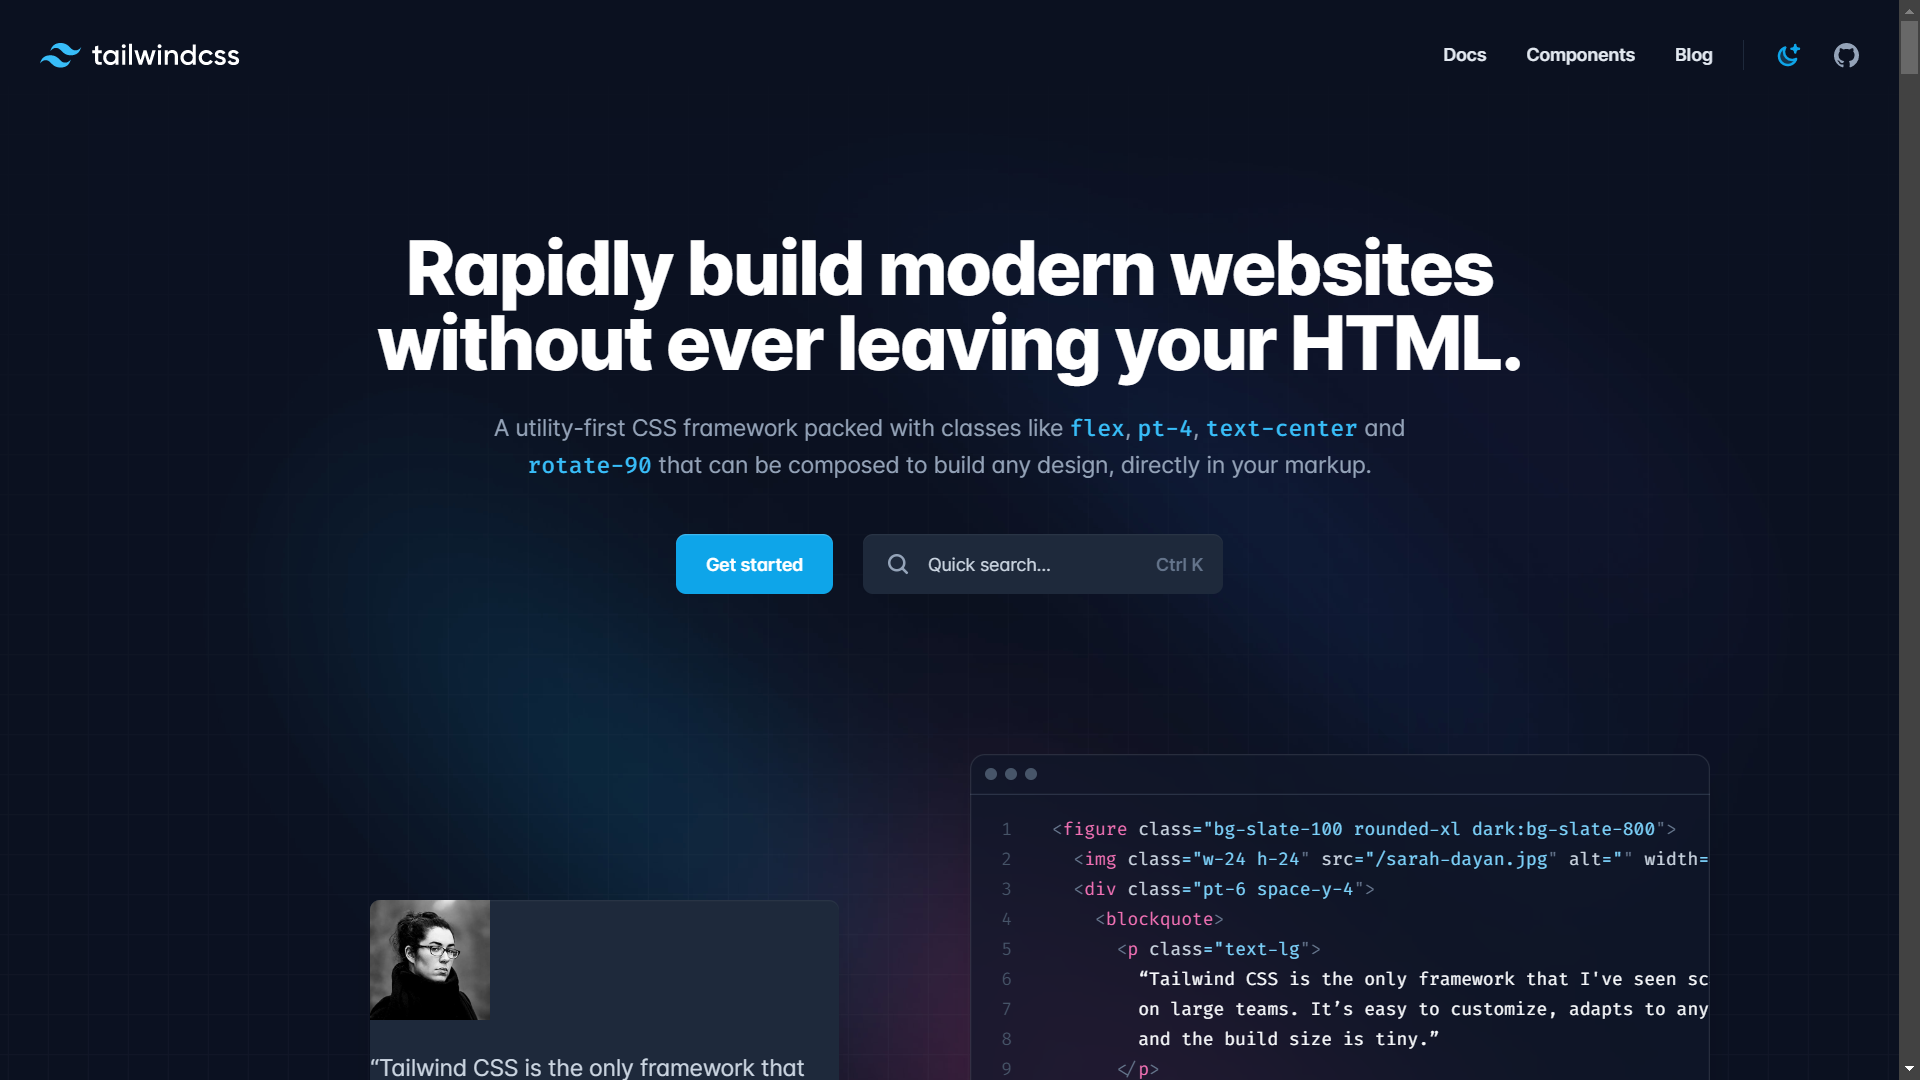 tailwindcss
Docs
Components
Blog
Rapidly build modern websites
without ever leaving your HTML.
A utility-first CSS framework packed with classes like flex, pt-4, text-center and
rotate-90 that can be composed to build any design, directly in your markup.
Get started
Quick search...
Ctrl K
1 <figure class="bg-slate-100 rounded-xl dark:bg-slate-800">
2 <img class="w-24 h-24" src="/sarah-dayan.jpg" alt="" width=
3 <div class="pt-6 space-y-4">
4 <blockquote>
5 <p class="text-lg">
6 “Tailwind CSS is the only framework that I've seen sc
7 on large teams. It’s easy to customize, adapts to any
8 and the build size is tiny.”
9 </p>
“Tailwind CSS is the only framework that